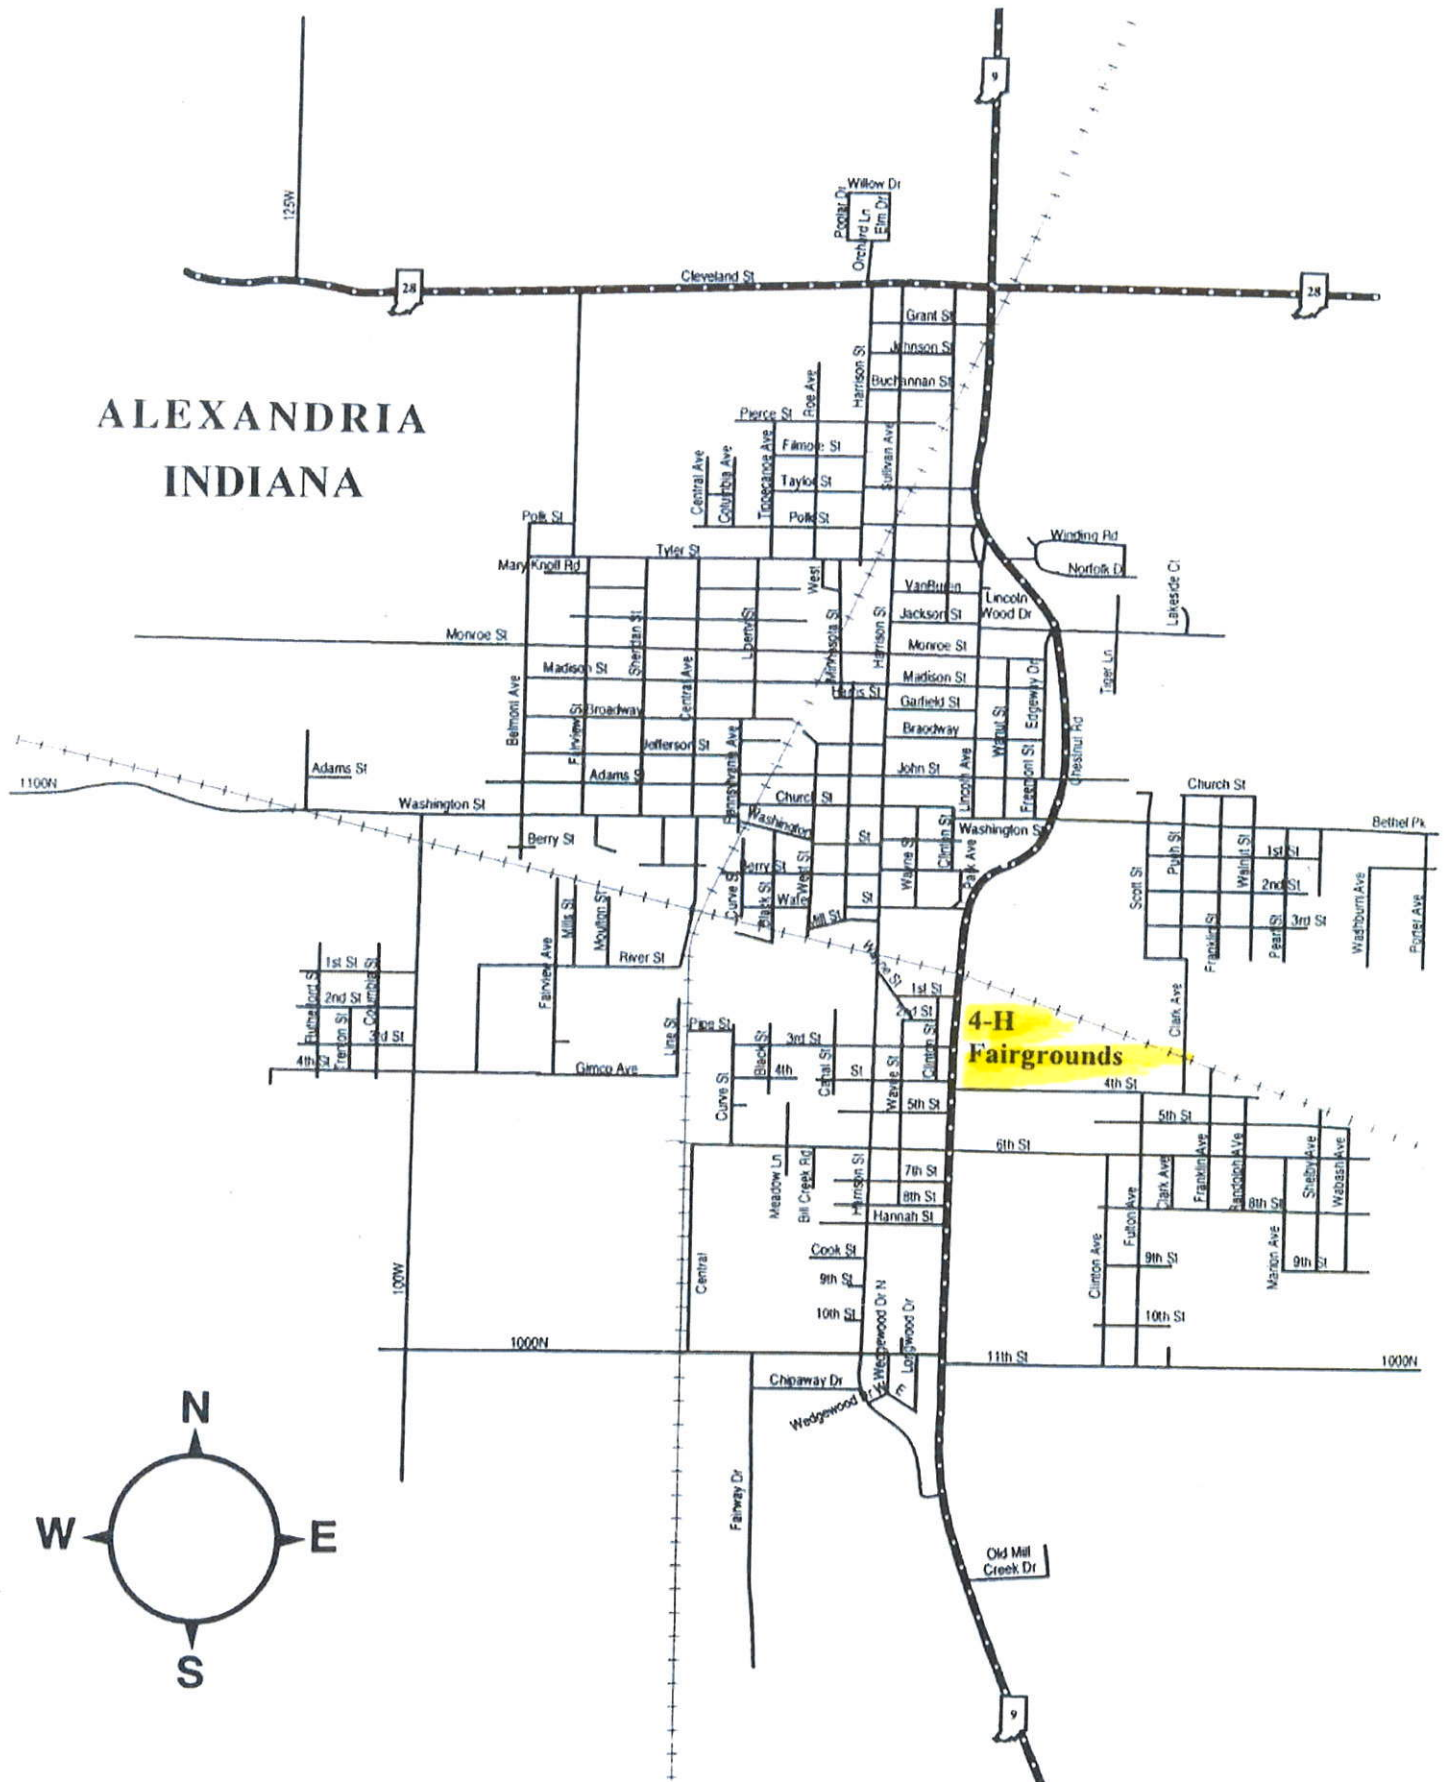 9
Willow Dr
Poplar Dr
Orchard Ln
Elm Dr
125W
Cleveland St
28
28
Grant St
Johnson St
Harrison St
Buchannan St
Roe Ave
ALEXANDRIA
INDIANA
Pierce St
Filmore St
Sullivan Ave
Central Ave
Columbia Ave
Tippecanoe Ave
Taylor St
Polk St
Polk St
Tyler St
Winding Rd
Mary Knoll Rd
Norfolk D
West
VanBuren
Lincoln
Wood Dr
Lakeside Ct
Jackson St
Monroe St
Sheridan St
Liberty St
Minnesota St
Harrison St
Monroe St
Madison St
Madison St
Tiger Ln
Harris St
Garfield St
Edgeway Dr
Belmont Ave
Fairview S
Broadway
Central Ave
Braodway
Walnut St
Chestnut Rd
Jefferson St
Pennsylvania Ave
John St
Lincoln Ave
Freemont St
Adams St
Adams S
1100N
Washington St
Church St
Church St
Washington
St
Clinton St
Washington St
Bethel Pk
Berry St
Berry St
West St
Wayne St
Park Ave
Scott St
Pugh St
Walnut St
1st St
2nd St
3rd St
Curve St
Black St
Water
St
Mill St
Franklin St
Pearl St
Washburn Ave
Porter Ave
Mills St
Moulton St
Fairview Ave
River St
Wayne St
1st St
2nd St
Rutherford St
1st St
Columbia St
2nd St
Trenton St
3rd St
4th St
Gimco Ave
Line St
Pipe St
Black St
3rd St
Canal St
Clinton St
4-H
Fairgrounds
Clark Ave
4th
St
Wayne St
4th St
Curve St
5th St
5th St
6th St
Meadow Ln
Bill Creek Rd
Harrison St
7th St
8th St
Hannah St
Clark Ave
Franklin Ave
Randolph AVe
8th St
Shelby Ave
Wabash Ave
Fulton Ave
Clinton Ave
Cook St
9th St
9th St
Marion Ave
9th St
100W
Central
10th St
10th St
Wedgewood Dr N
Longwood Dr
1000N
11th St
1000N
Chipaway Dr
Wedgewood Dr W
E
N
W
E
S
Fairway Dr
Old Mill
Creek Dr
9